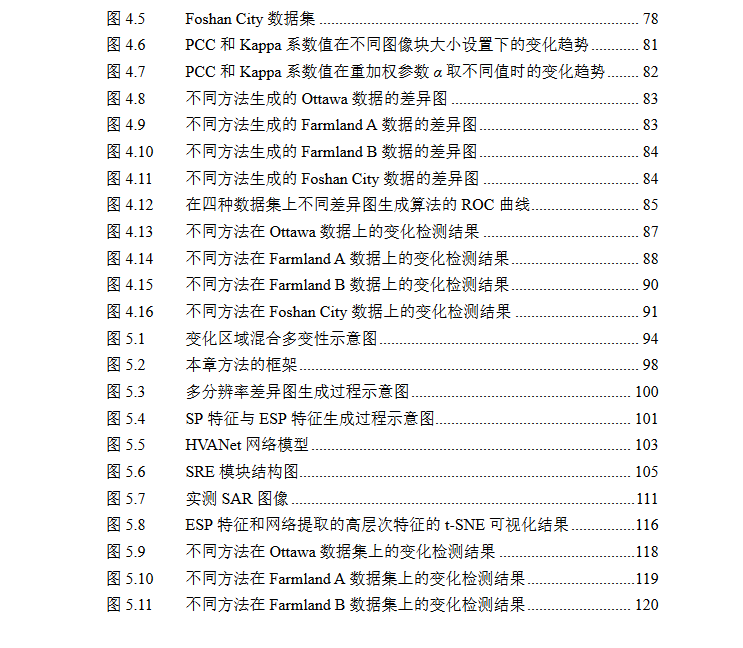 图 4.5 Foshan City 数据集 78
图 4.6 PCC 和 Kappa 系数值在不同图像块大小设置下的变化趋势 81
图 4.7 PCC 和 Kappa 系数值在重加权参数 α 取不同值时的变化趋势 82
图 4.8 不同方法生成的 Ottawa 数据的差异图 83
图 4.9 不同方法生成的 Farmland A 数据的差异图 83
图 4.10 不同方法生成的 Farmland B 数据的差异图 84
图 4.11 不同方法生成的 Foshan City 数据的差异图 84
图 4.12 在四种数据集上不同差异图生成算法的 ROC 曲线 85
图 4.13 不同方法在 Ottawa 数据上的变化检测结果 87
图 4.14 不同方法在 Farmland A 数据上的变化检测结果 88
图 4.15 不同方法在 Farmland B 数据上的变化检测结果 90
图 4.16 不同方法在 Foshan City 数据上的变化检测结果 91
图 5.1 变化区域混合多变性示意图 94
图 5.2 本章方法的框架 98
图 5.3 多分辨率差异图生成过程示意图 100
图 5.4 SP 特征与 ESP 特征生成过程示意图 101
图 5.5 HVANet 网络模型 103
图 5.6 SRE 模块结构图 105
图 5.7 实测 SAR 图像 111
图 5.8 ESP 特征和网络提取的高层次特征的 t-SNE 可视化结果 116
图 5.9 不同方法在 Ottawa 数据集上的变化检测结果 118
图 5.10 不同方法在 Farmland A 数据集上的变化检测结果 119
图 5.11 不同方法在 Farmland B 数据集上的变化检测结果 120